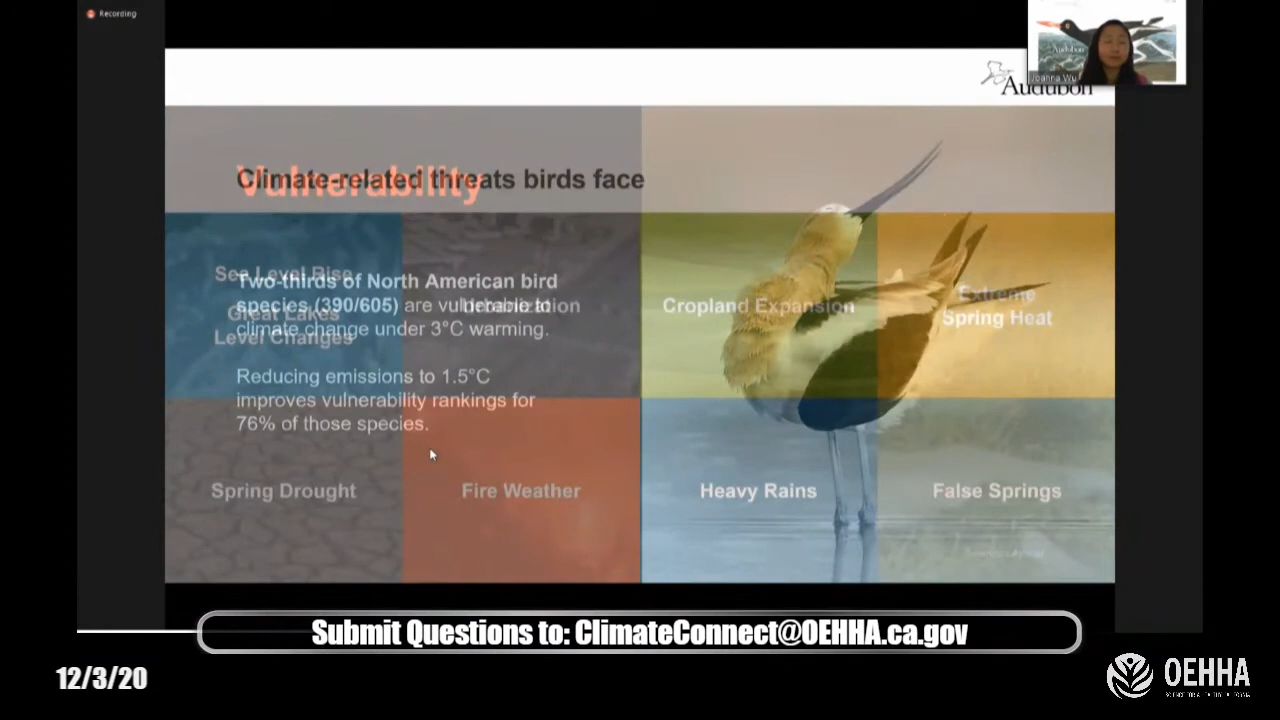 Recording
Audubon
Joanna Wu
Audubon
Vulnerability
Climate-related threats birds face
Sea Level Rise
Great Lakes
Level Changes
Two-thirds of North American bird
species (390/605) are vulnerable to
climate change under 3°C warming.
Reducing emissions to 1.5°C
improves vulnerability rankings for
76% of those species.
Urbanization
Cropland Expansion
Extreme
Spring Heat
Spring Drought
Fire Weather
Heavy Rains
False Springs
Submit Questions to: ClimateConnect@OEHHA.ca.gov
12/3/20
OEHHA